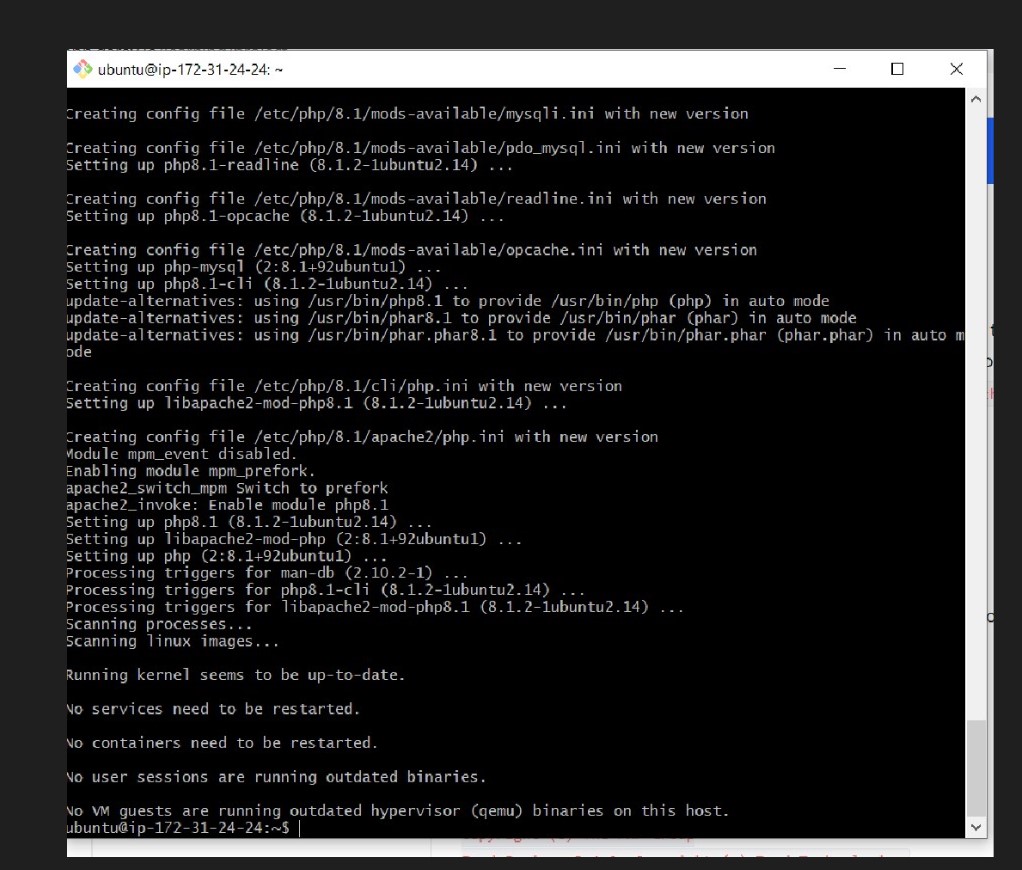 ubuntu@ip-172-31-24-24: ~
Creating config file /etc/php/8.1/mods-available/mysqli.ini with new version
Creating config file /etc/php/8.1/mods-available/pdo_mysql.ini with new version
Setting up php8.1-readline (8.1.2-1ubuntu2.14) ...
Creating config file /etc/php/8.1/mods-available/readline.ini with new version
Setting up php8.1-opcache (8.1.2-1ubuntu2.14) ...
Creating config file /etc/php/8.1/mods-available/opcache.ini with new version
Setting up php-mysql (2:8.1+92ubuntu1) ...
Setting up php8.1-cli (8.1.2-1ubuntu2.14) ...
update-alternatives: using /usr/bin/php8.1 to provide /usr/bin/php (php) in auto mode
update-alternatives: using /usr/bin/phar8.1 to provide /usr/bin/phar (phar) in auto mode
update-alternatives: using /usr/bin/phar.phar8.1 to provide /usr/bin/phar.phar (phar.phar) in auto m
ode
Creating config file /etc/php/8.1/cli/php.ini with new version
Setting up libapache2-mod-php8.1 (8.1.2-1ubuntu2.14) ...
Creating config file /etc/php/8.1/apache2/php.ini with new version
Module mpm_event disabled.
Enabling module mpm_prefork.
apache2_switch_mpm Switch to prefork
apache2_invoke: Enable module php8.1
Setting up php8.1 (8.1.2-1ubuntu2.14) ...
Setting up libapache2-mod-php (2:8.1+92ubuntu1) ...
Setting up php (2:8.1+92ubuntu1) ...
Processing triggers for man-db (2.10.2-1) ...
Processing triggers for php8.1-cli (8.1.2-1ubuntu2.14) ...
Processing triggers for libapache2-mod-php8.1 (8.1.2-1ubuntu2.14) ...
Scanning processes...
Scanning linux images...
Running kernel seems to be up-to-date.
No services need to be restarted.
No containers need to be restarted.
No user sessions are running outdated binaries.
No VM guests are running outdated hypervisor (qemu) binaries on this host.
ubuntu@ip-172-31-24-24:~$